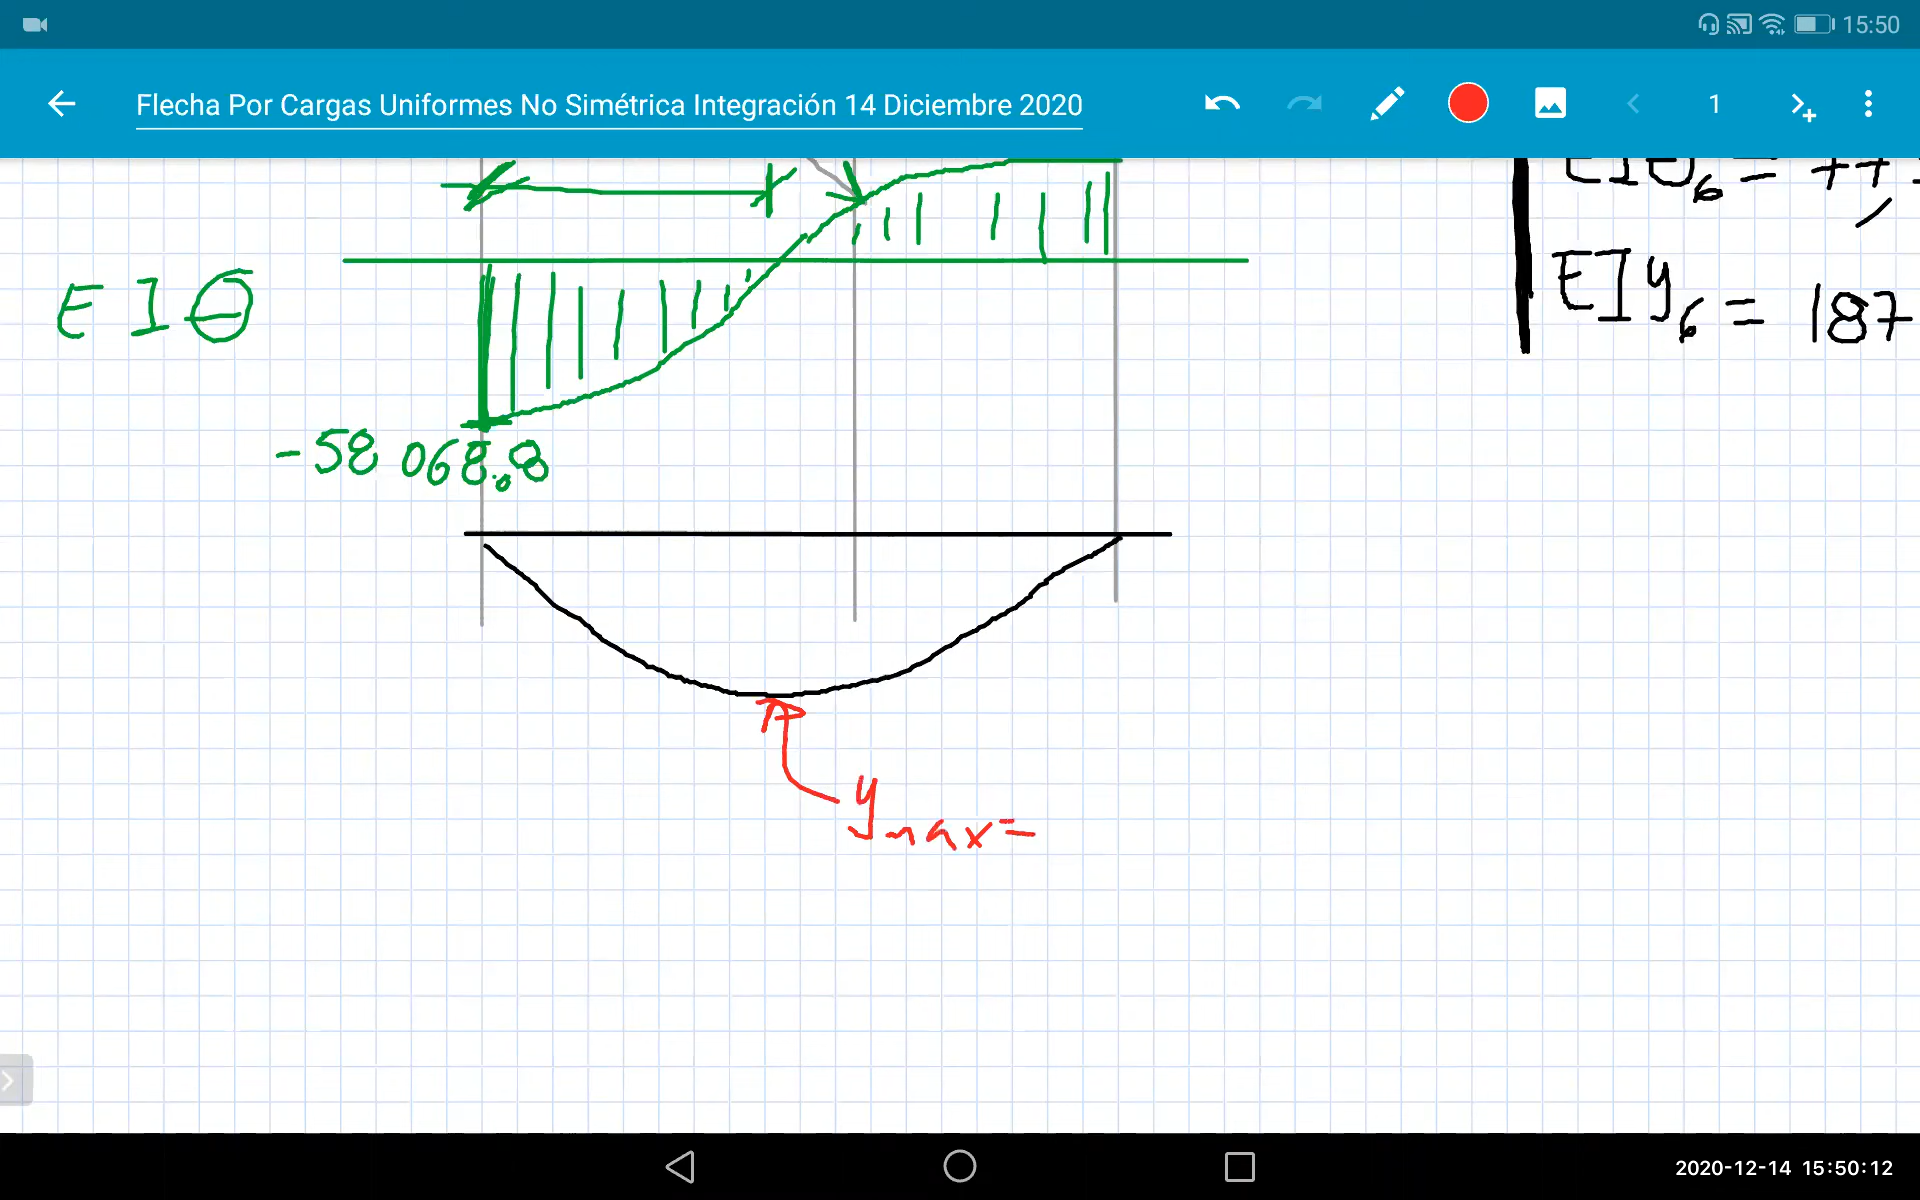 15:50
Flecha Por Cargas Uniformes No Simétrica Integración 14 Diciembre 2020
1
EIθ
-58 068.8
EIy₆ = 187
ymax=
2020-12-14 15:50:12